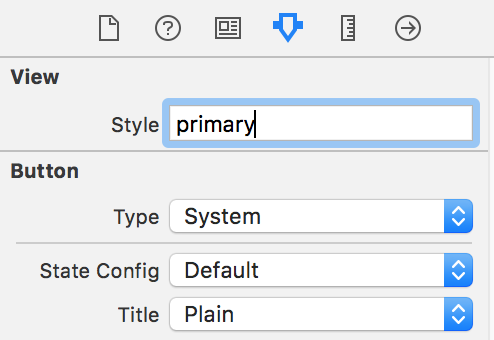 View
Style primary
Button
Type System
State Config Default
Title Plain